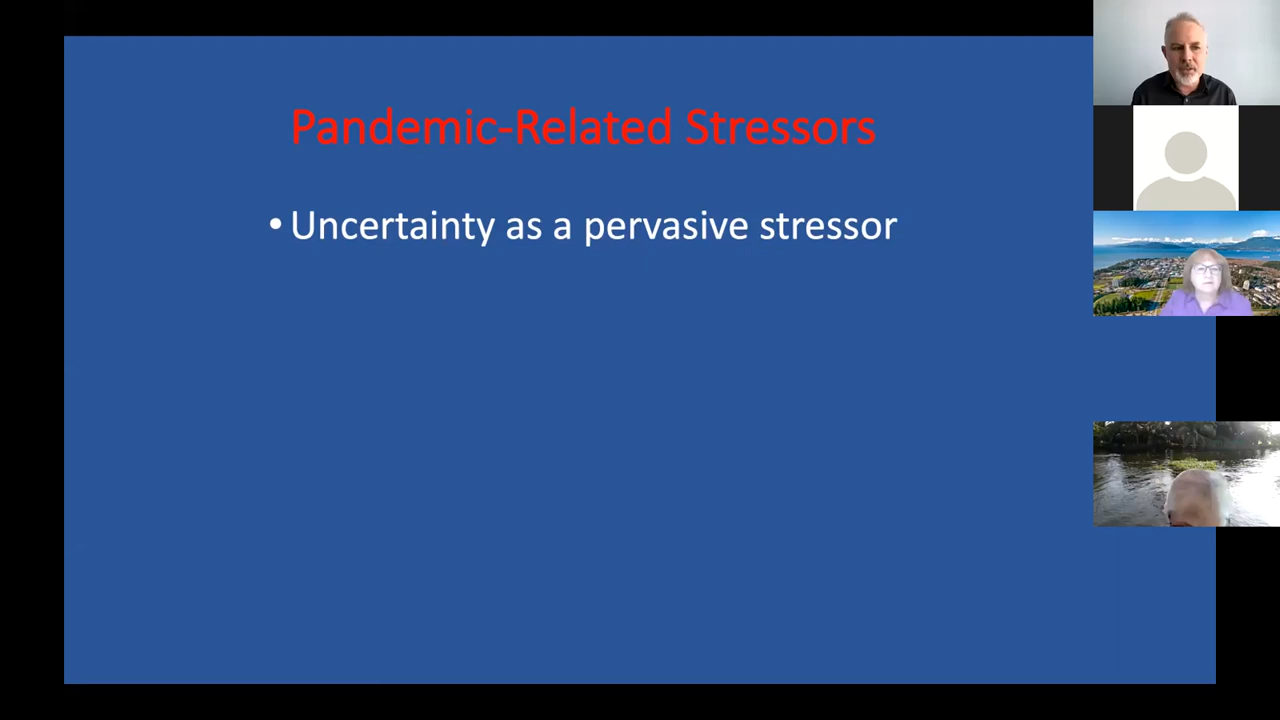 Pandemic-Related Stressors
• Uncertainty as a pervasive stressor